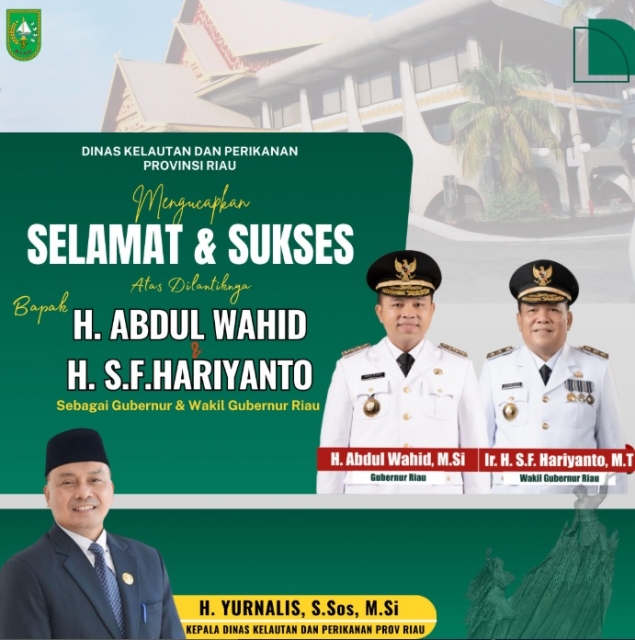 DINAS KELAUTAN DAN PERIKANAN
PROVINSI RIAU
Mengucapkan
SELAMAT & SUKSES
Atas Dilantiknya
Bapak
H. ABDUL WAHID
&
H. S.F.HARIYANTO
Sebagai Gubernur & Wakil Gubernur Riau
H. Abdul Wahid, M.Si
Gubernur Riau
Ir. H. S.F. Hariyanto, M.T
Wakil Gubernur Riau
H. YURNALIS, S.Sos, M.Si
KEPALA DINAS KELAUTAN DAN PERIKANAN PROV RIAU